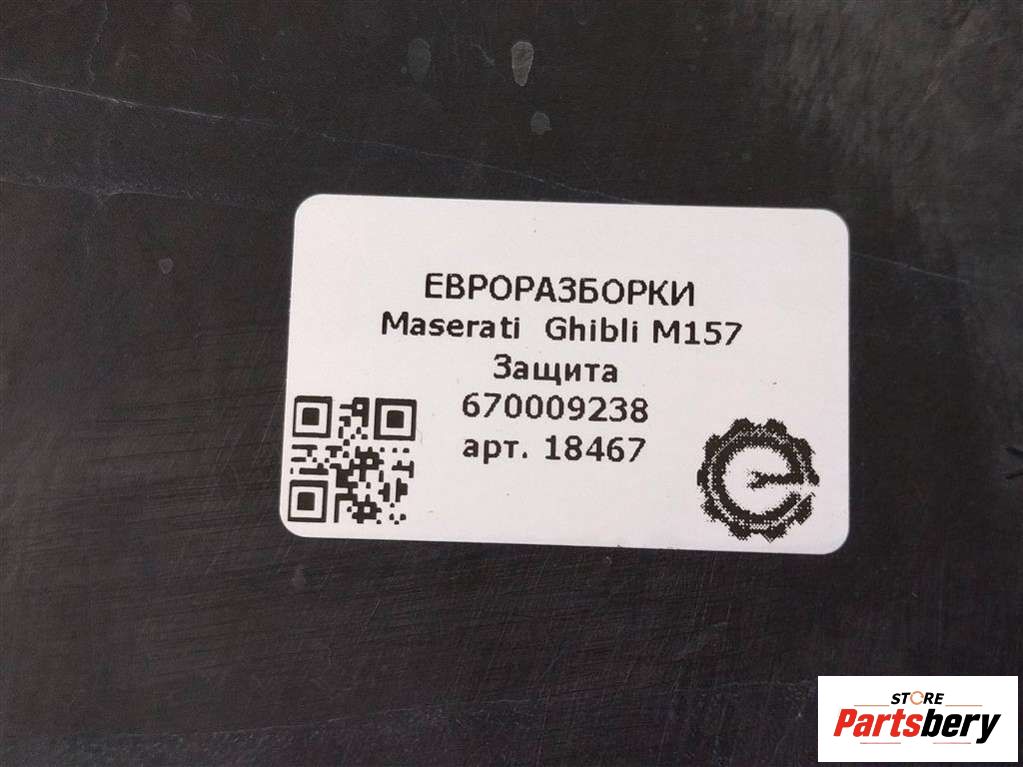 ЕВРОРАЗБОРКИ
Maserati Ghibli M157
Защита
670009238
арт. 18467
STORE
Partsbery